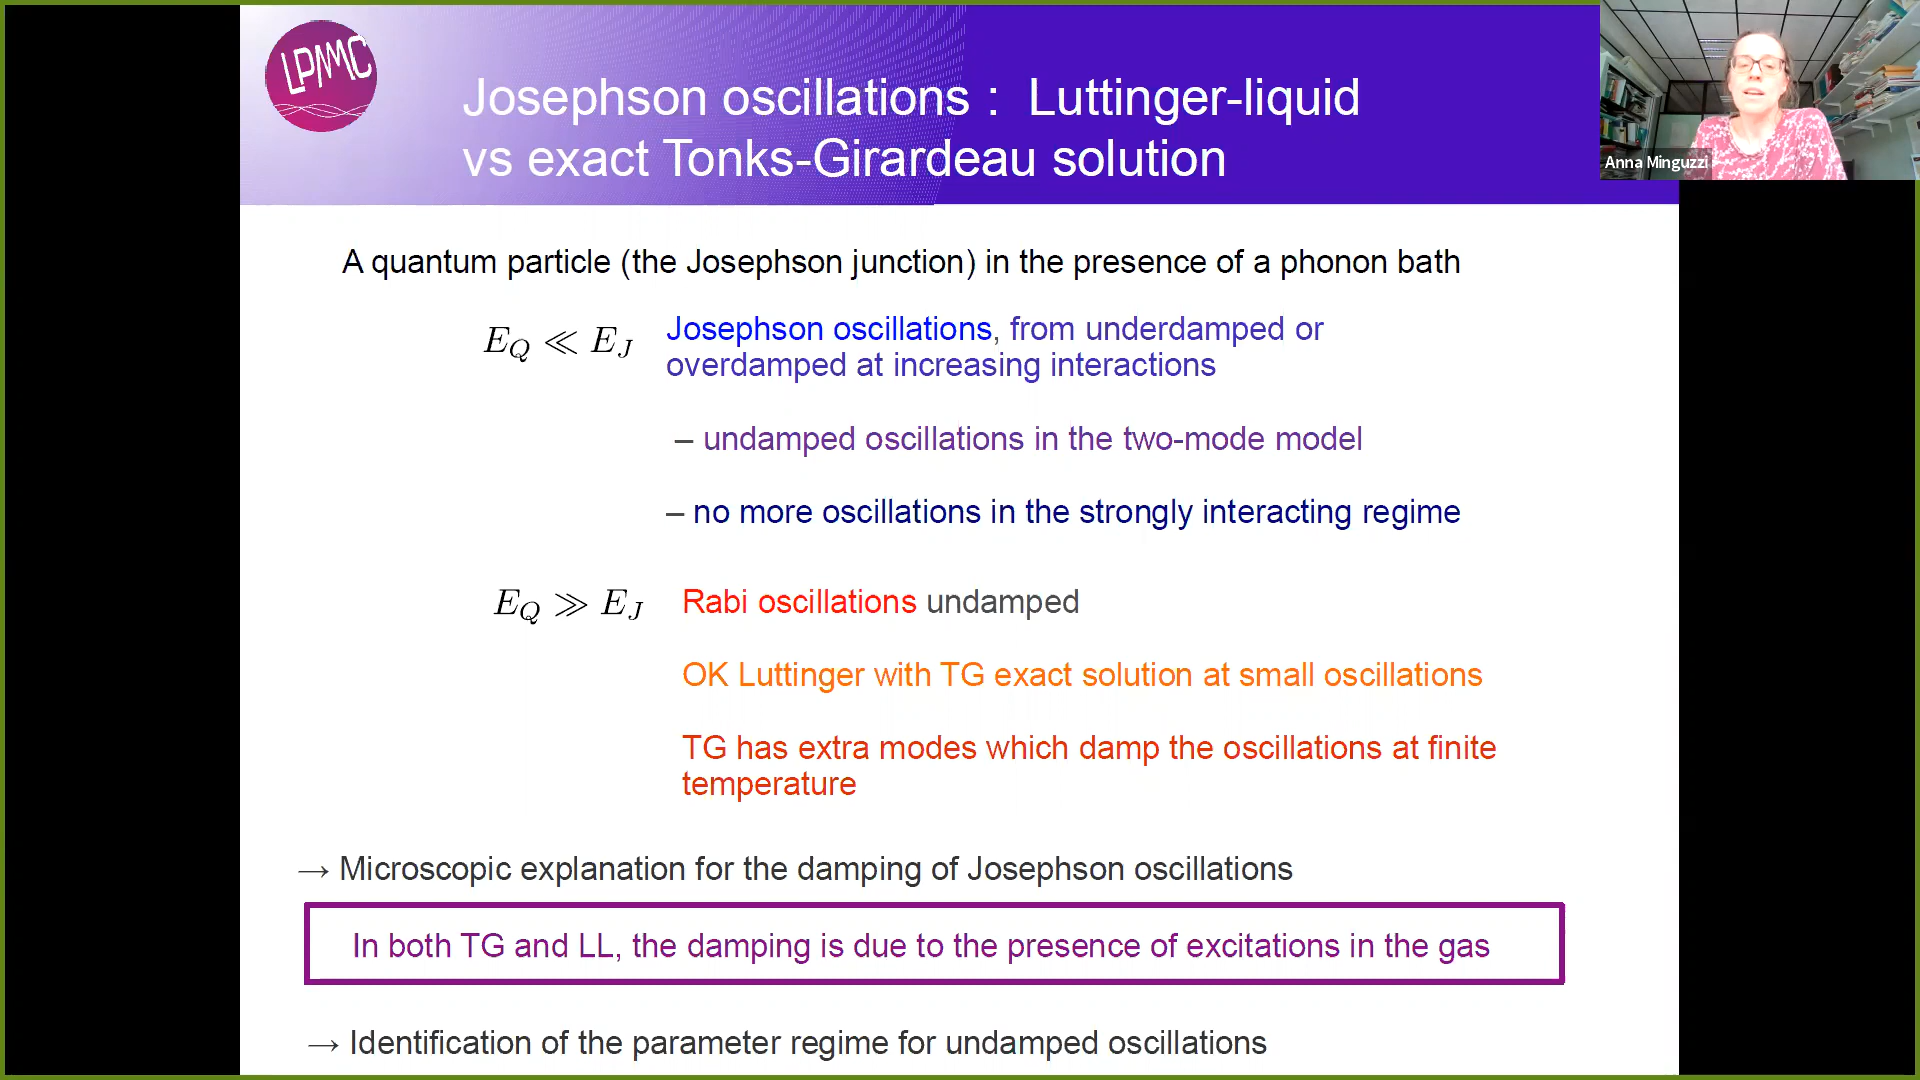 LPMMC
Josephson oscillations : Luttinger-liquid
vs exact Tonks-Girardeau solution
Anna Minguzzi
A quantum particle (the Josephson junction) in the presence of a phonon bath
E_Q ≪ E_J Josephson oscillations, from underdamped or
overdamped at increasing interactions
– undamped oscillations in the two-mode model
– no more oscillations in the strongly interacting regime
E_Q ≫ E_J Rabi oscillations undamped
OK Luttinger with TG exact solution at small oscillations
TG has extra modes which damp the oscillations at finite
temperature
→ Microscopic explanation for the damping of Josephson oscillations
In both TG and LL, the damping is due to the presence of excitations in the gas
→ Identification of the parameter regime for undamped oscillations